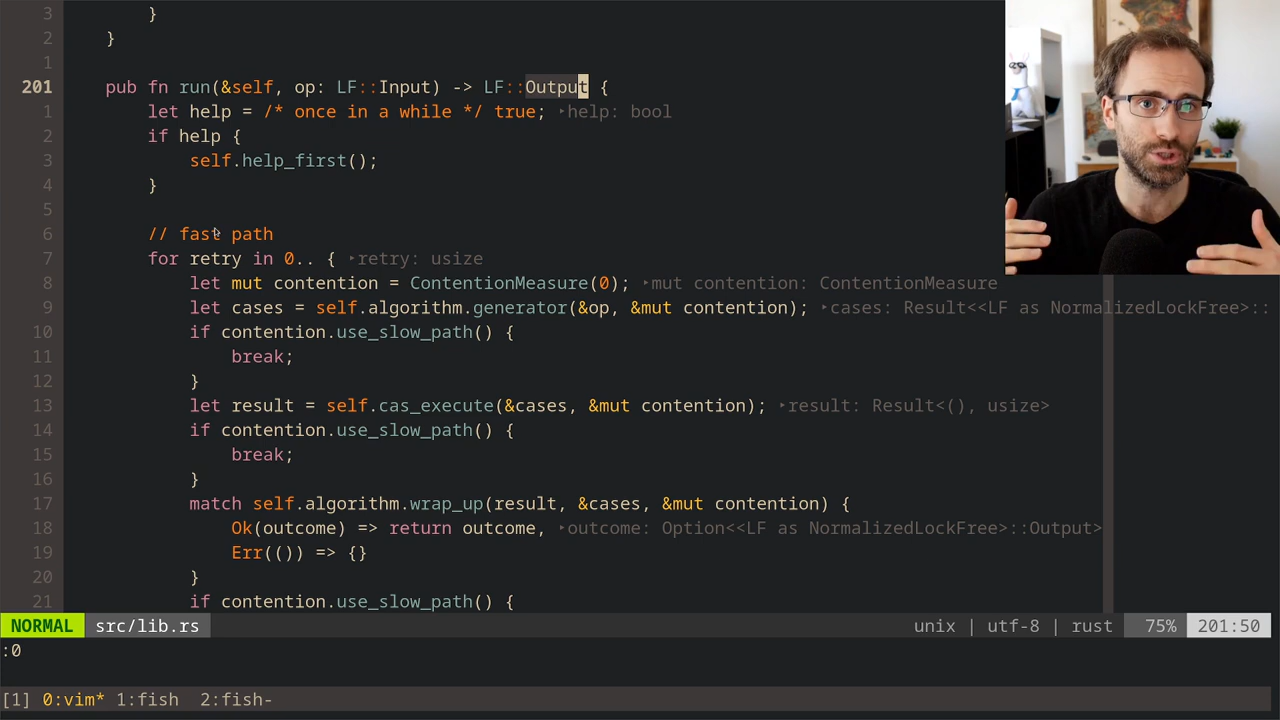 3 }
2 }
1
201 pub fn run(&self, op: LF::Input) -> LF::Output {
1 let help = /* once in a while */ true; ‣help: bool
2 if help {
3 self.help_first();
4 }
5
6 // fast path
7 for retry in 0.. { ‣retry: usize
8 let mut contention = ContentionMeasure(0); ‣mut contention: ContentionMeasure
9 let cases = self.algorithm.generator(&op, &mut contention); ‣cases: Result<<LF as NormalizedLockFree>::
10 if contention.use_slow_path() {
11 break;
12 }
13 let result = self.cas_execute(&cases, &mut contention); ‣result: Result<(), usize>
14 if contention.use_slow_path() {
15 break;
16 }
17 match self.algorithm.wrap_up(result, &cases, &mut contention) {
18 Ok(outcome) => return outcome, ‣outcome: Option<<LF as NormalizedLockFree>::Output>
19 Err(()) => {}
20 }
21 if contention.use_slow_path() {
NORMAL src/lib.rs unix | utf-8 | rust 75% 201:50
:0
[1] 0:vim* 1:fish 2:fish-